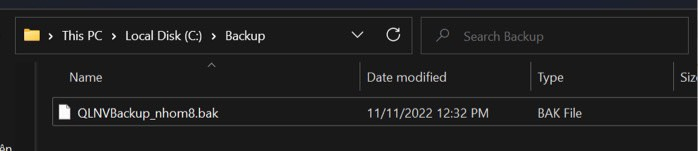 This PC > Local Disk (C:) > Backup
Search Backup
Name Date modified Type
QLNVBackup_nhom8.bak 11/11/2022 12:32 PM BAK File